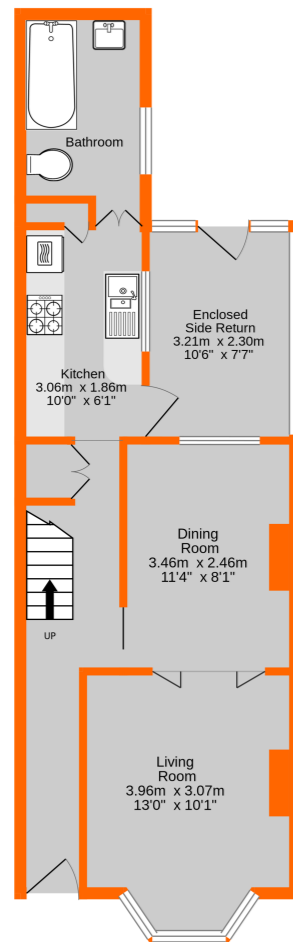 Bathroom
Enclosed
Side Return
3.21m x 2.30m
10'6" x 7'7"
Kitchen
3.06m x 1.86m
10'0" x 6'1"
Dining
Room
3.46m x 2.46m
11'4" x 8'1"
UP
Living
Room
3.96m x 3.07m
13'0" x 10'1"